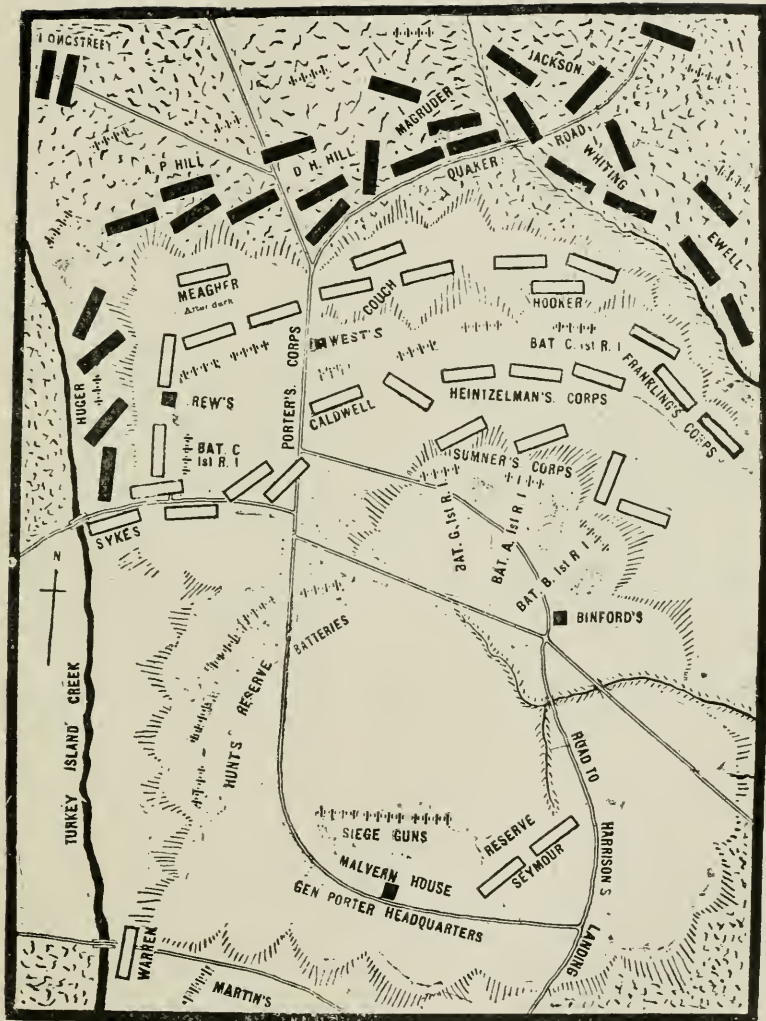 LONGSTREET
JACKSON.
MAGRUDER
A. P HILL
D. H. HILL
QUAKER
ROAD
WHITING
EWELL
MEAGHER
After dark
COUCH
HOOKER
HUGER
PORTER'S. CORPS
WEST'S
BAT. C. 1st R. I
FRANKLING'S CORPS
REW'S
CALDWELL
HEINTZELMAN'S CORPS
BAT. C
1st R. I
SUMNER'S CORPS
SYKES
BAT. G. 1st R. I
BAT. A. 1st R I
BAT. B. 1st R. I
N
BINFORD'S
TURKEY ISLAND CREEK
HUNTS RESERVE
BATTERIES
ROAD TO
HARRISON S
LANDING
SIEGE GUNS
RESERVE
SEYMOUR
MALVERN HOUSE
GEN PORTER HEADQUARTERS
WARREN
MARTIN'S